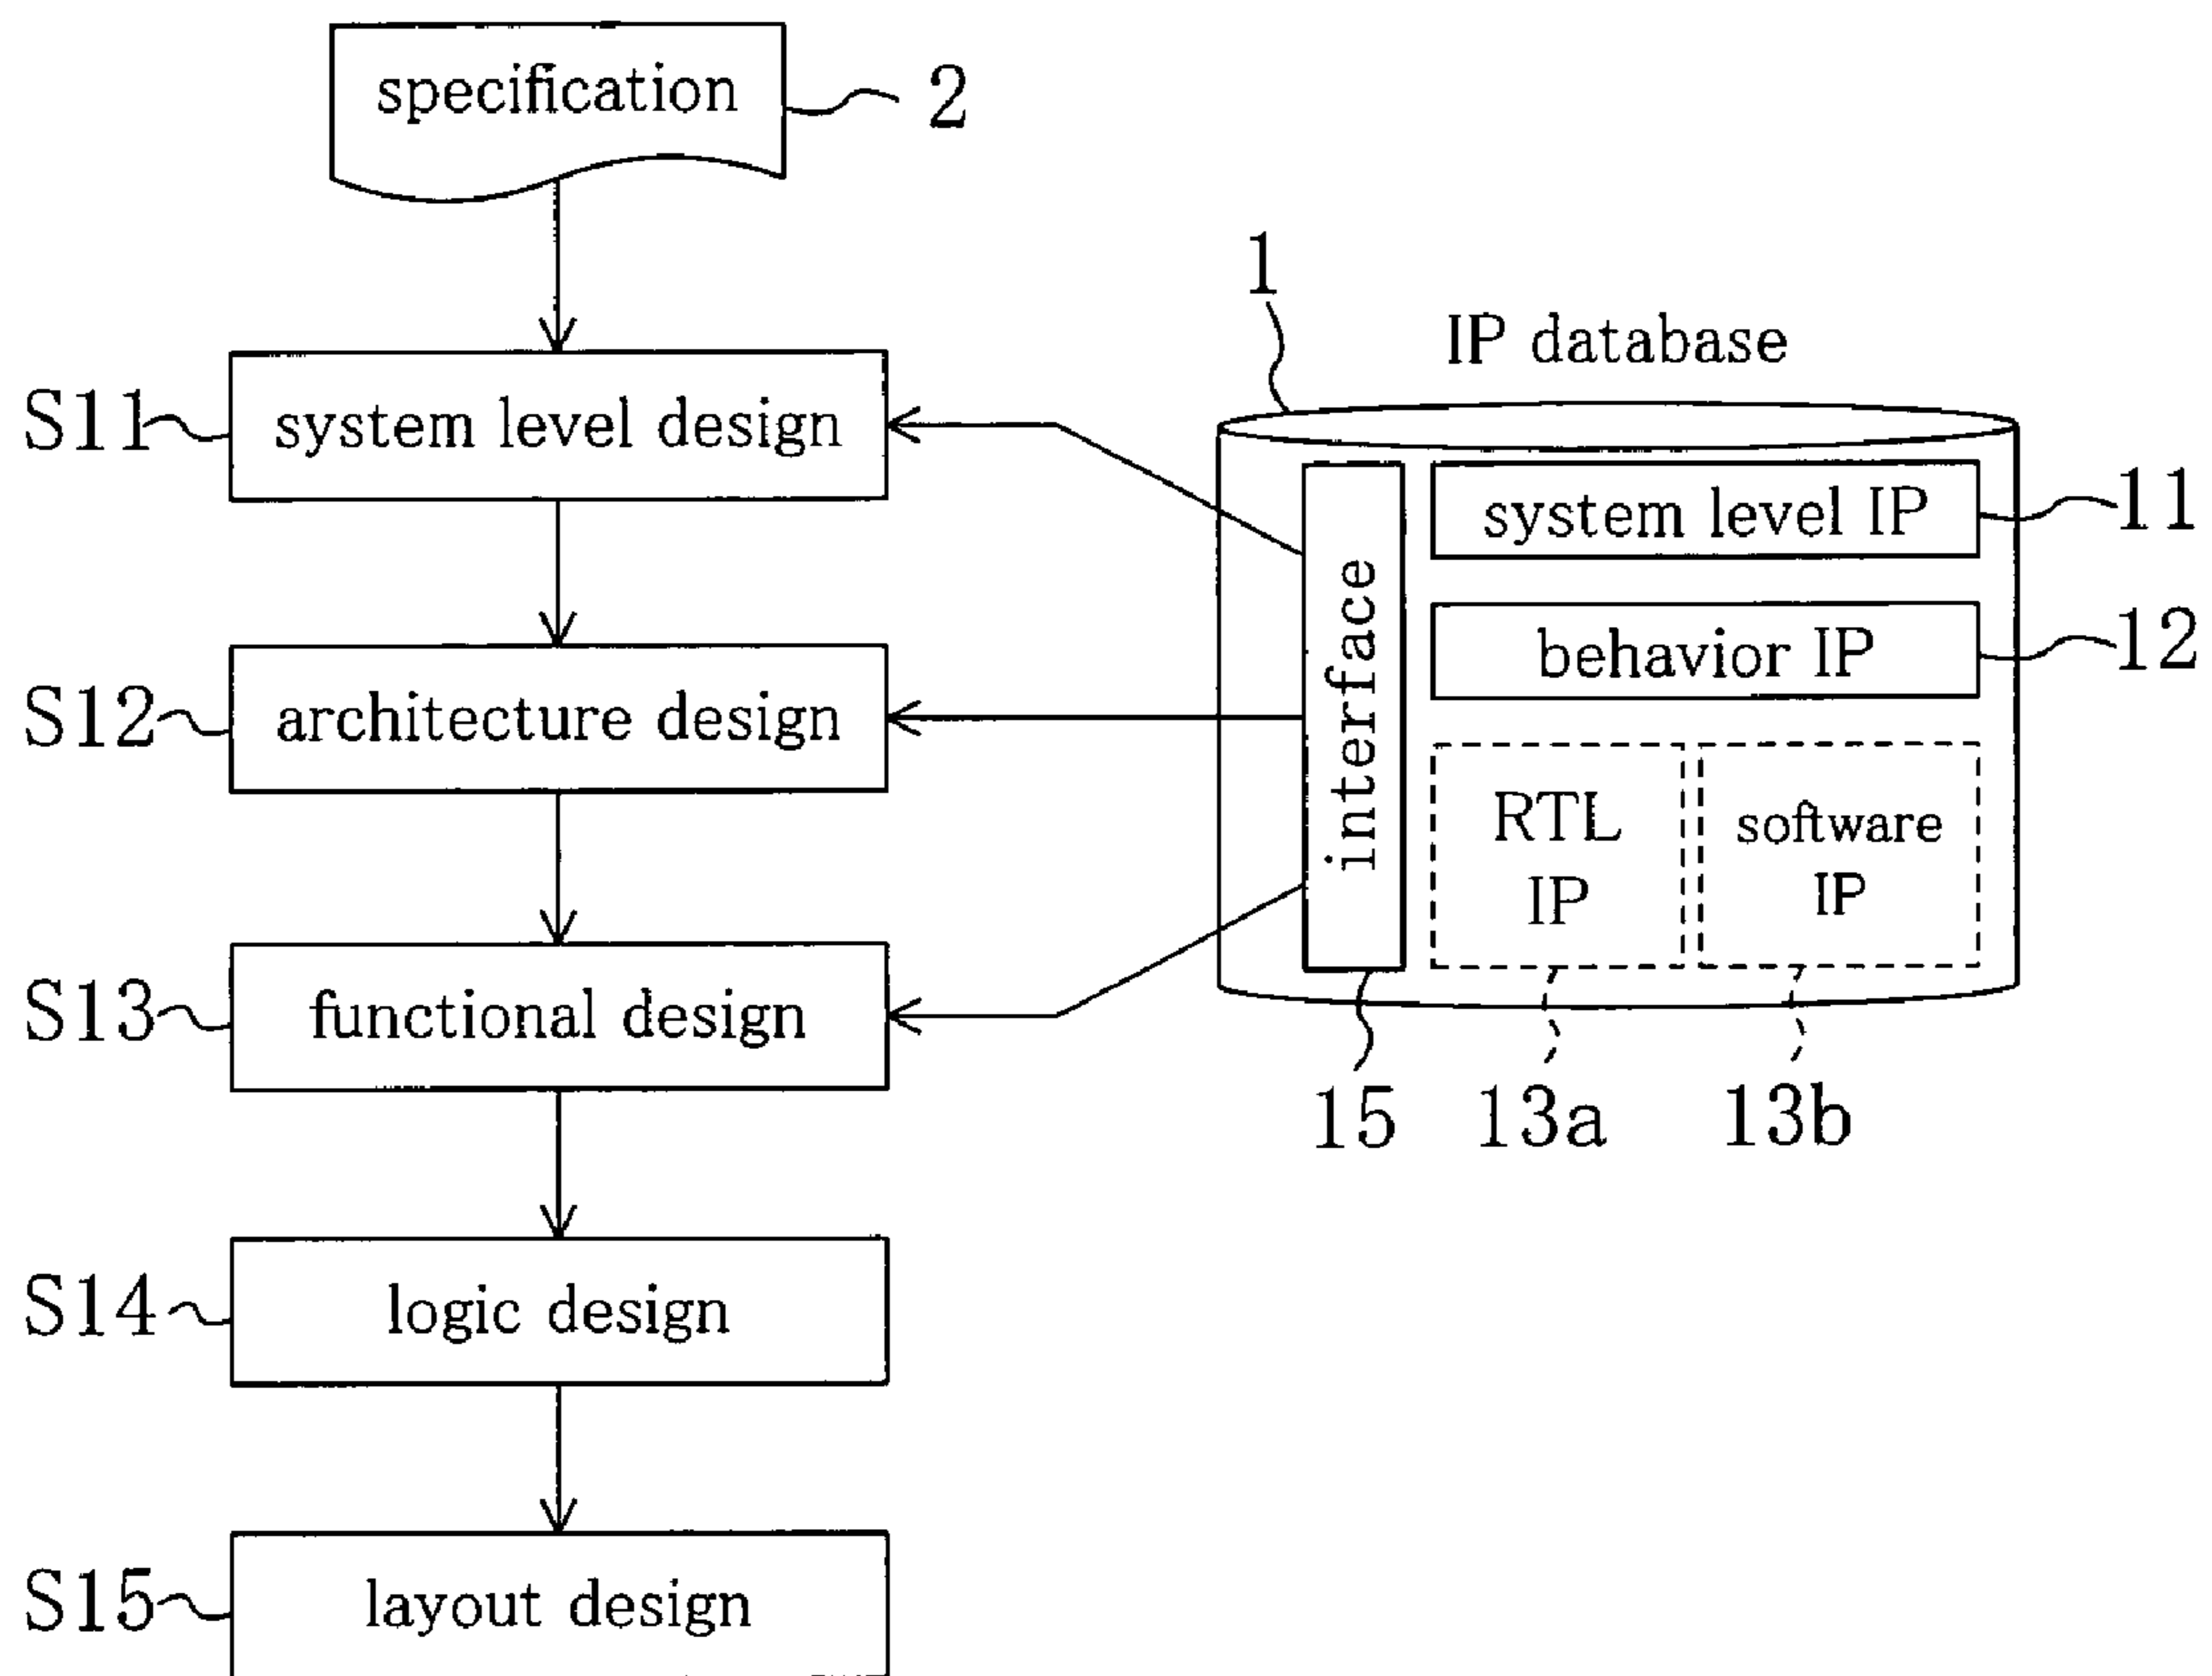 specification
2
1
IP database
S11
system level design
system level IP
11
interface
behavior IP
12
S12
architecture design
RTL
IP
software
IP
S13
functional design
15
13a
13b
S14
logic design
S15
layout design